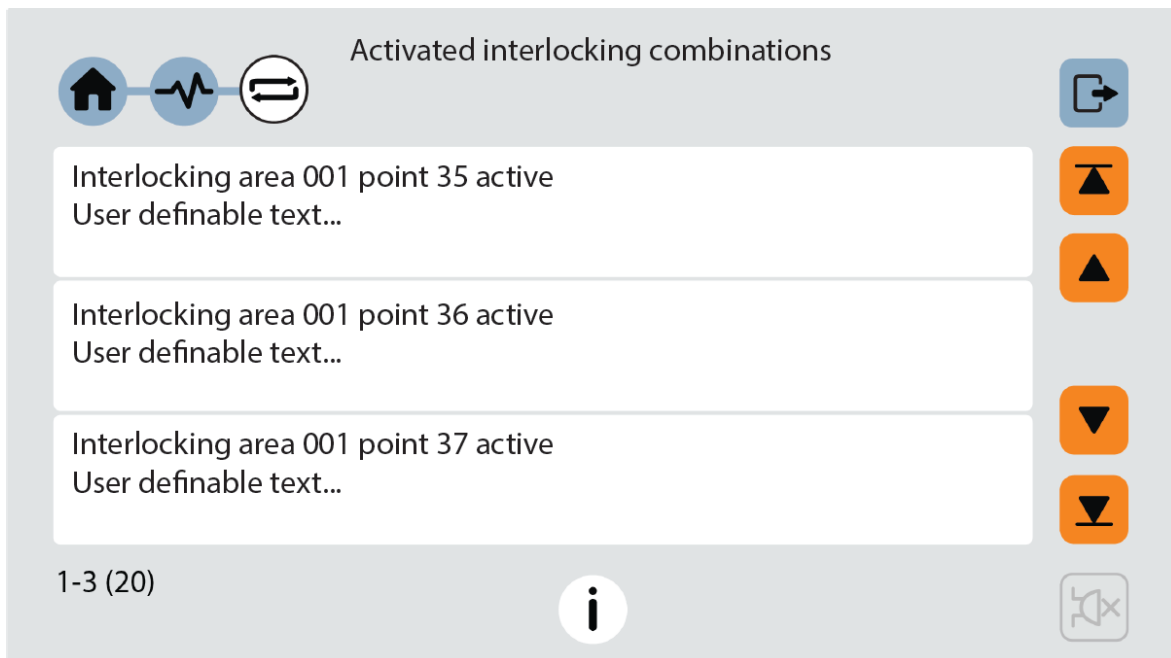 Activated interlocking combinations
Interlocking area 001 point 35 active
User definable text...
Interlocking area 001 point 36 active
User definable text...
Interlocking area 001 point 37 active
User definable text...
1-3 (20)
i